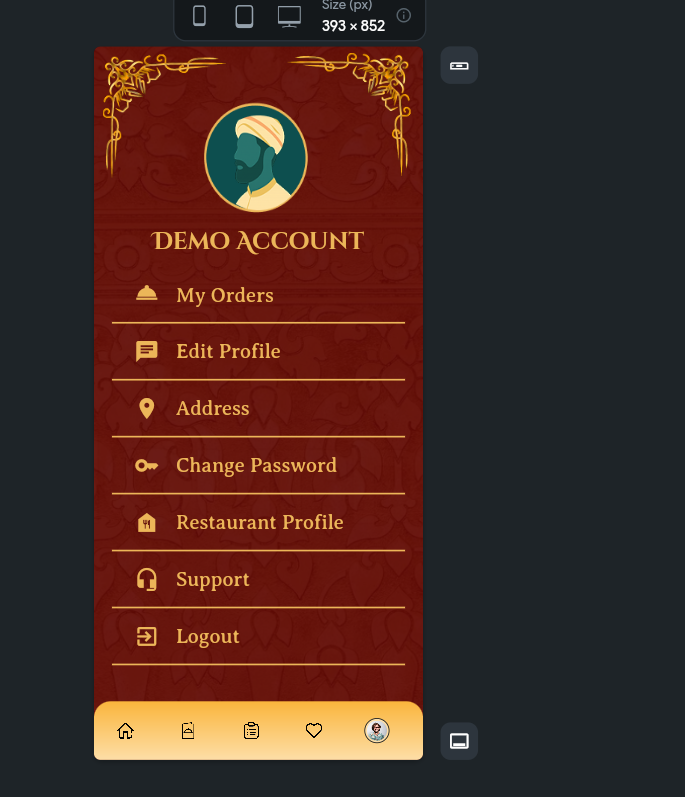 Size (px)
393 × 852
Demo Account
My Orders
Edit Profile
Address
Change Password
Restaurant Profile
Support
Logout